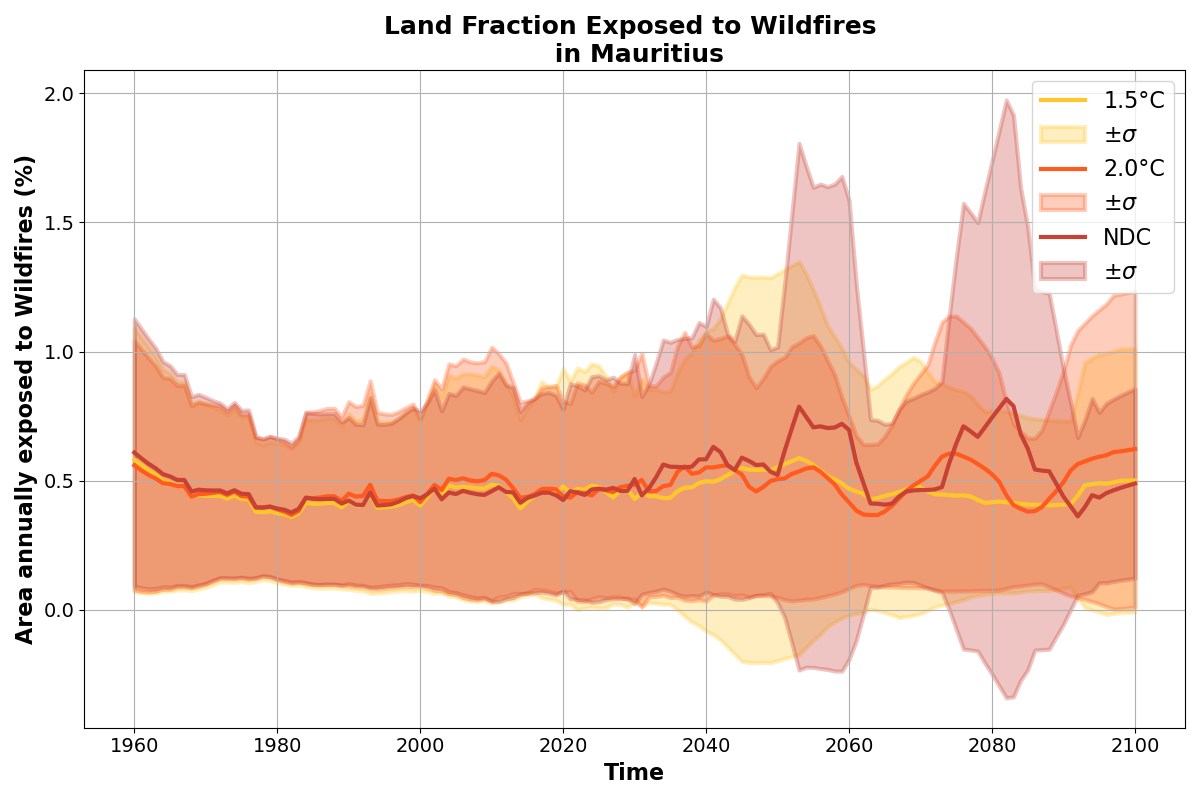 Land Fraction Exposed to Wildfires
in Mauritius
Area annually exposed to Wildfires (%)
2.0
1.5
1.0
0.5
0.0
1.5°C
±σ
2.0°C
±σ
NDC
±σ
1960
1980
2000
2020
2040
2060
2080
2100
Time